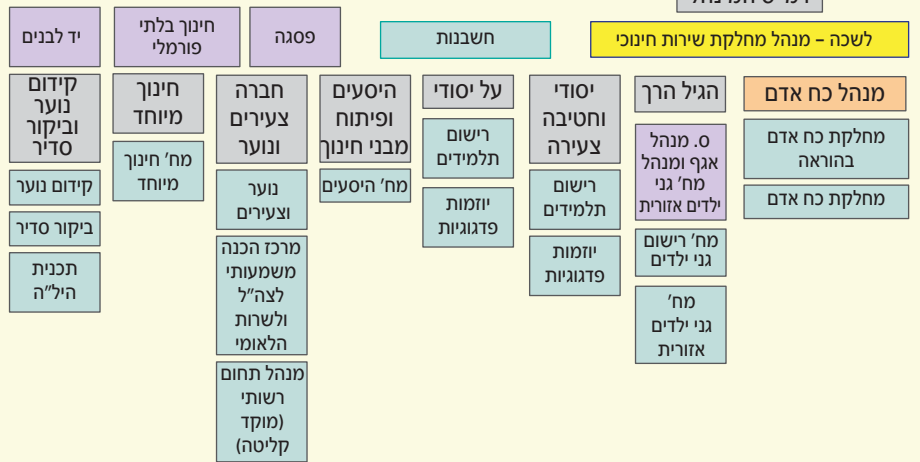 לשכה – מנהל מחלקת שירות חינוכי
חשבנות
פסגה
חינוך בלתי
פורמלי
יד לבנים
מנהל כח אדם
מחלקת כח אדם
בהוראה
מחלקת כח אדם
הגיל הרך
ס. מנהל
אגף ומנהל
מח' גני
ילדים אזורית
מח' רישום
גני ילדים
מח'
גני ילדים
אזורית
יסודי
וחטיבה
צעירה
רישום
תלמידים
יוזמות
פדגוגיות
על יסודי
רישום
תלמידים
יוזמות
פדגוגיות
היסעים
ופיתוח
מבני חינוך
מח' היסעים
חברה
צעירים
ונוער
נוער
וצעירים
מרכז הכנה
משמעותי
לצה"ל
ולשרות
הלאומי
מנהל תחום
רשותי
(מוקד
קליטה)
חינוך
מיוחד
מח' חינוך
מיוחד
קידום
נוער
וביקור
סדיר
קידום נוער
ביקור סדיר
תכנית
היל"ה